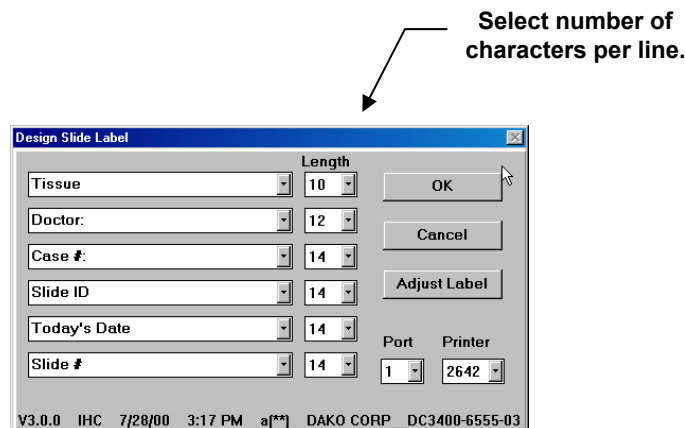 Select number of
characters per line.
Design Slide Label
Length
Tissue 10 OK
Doctor: 12
Cancel
Case #: 14
Adjust Label
Slide ID 14
Today's Date 14
Port Printer
Slide # 14 1 2642
V3.0.0 IHC 7/28/00 3:17 PM a[**] DAKO CORP DC3400-6555-03